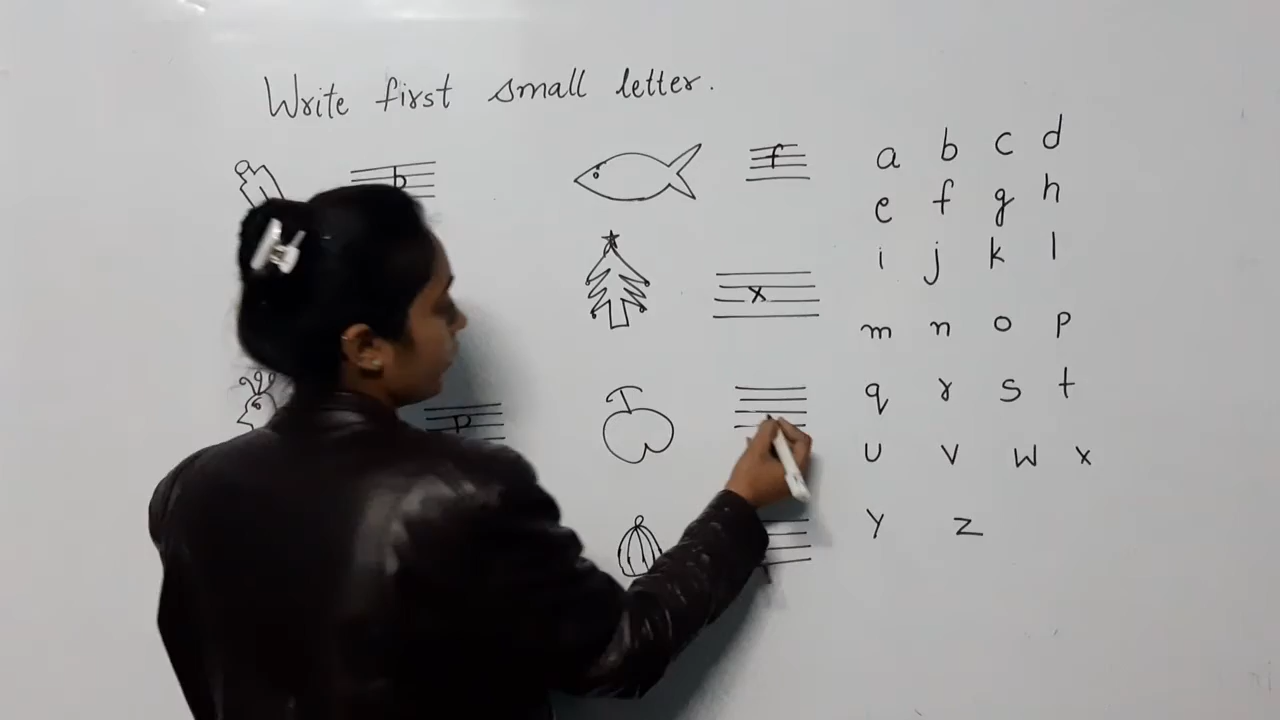 Write first small letter.
b
f
x
p
a b c d
e f g h
i j k l
m n o p
q r s t
u v w x
y z